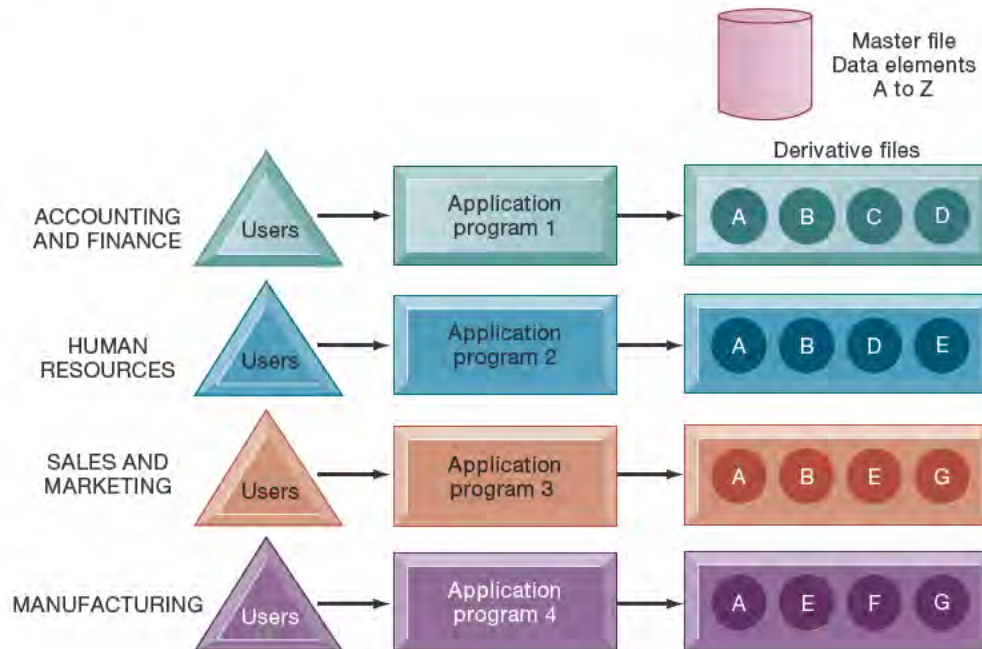 Master file
Data elements
A to Z
Derivative files
ACCOUNTING
AND FINANCE
Users
Application
program 1
A B C D
HUMAN
RESOURCES
Users
Application
program 2
A B D E
SALES AND
MARKETING
Users
Application
program 3
A B E G
MANUFACTURING
Users
Application
program 4
A E F G